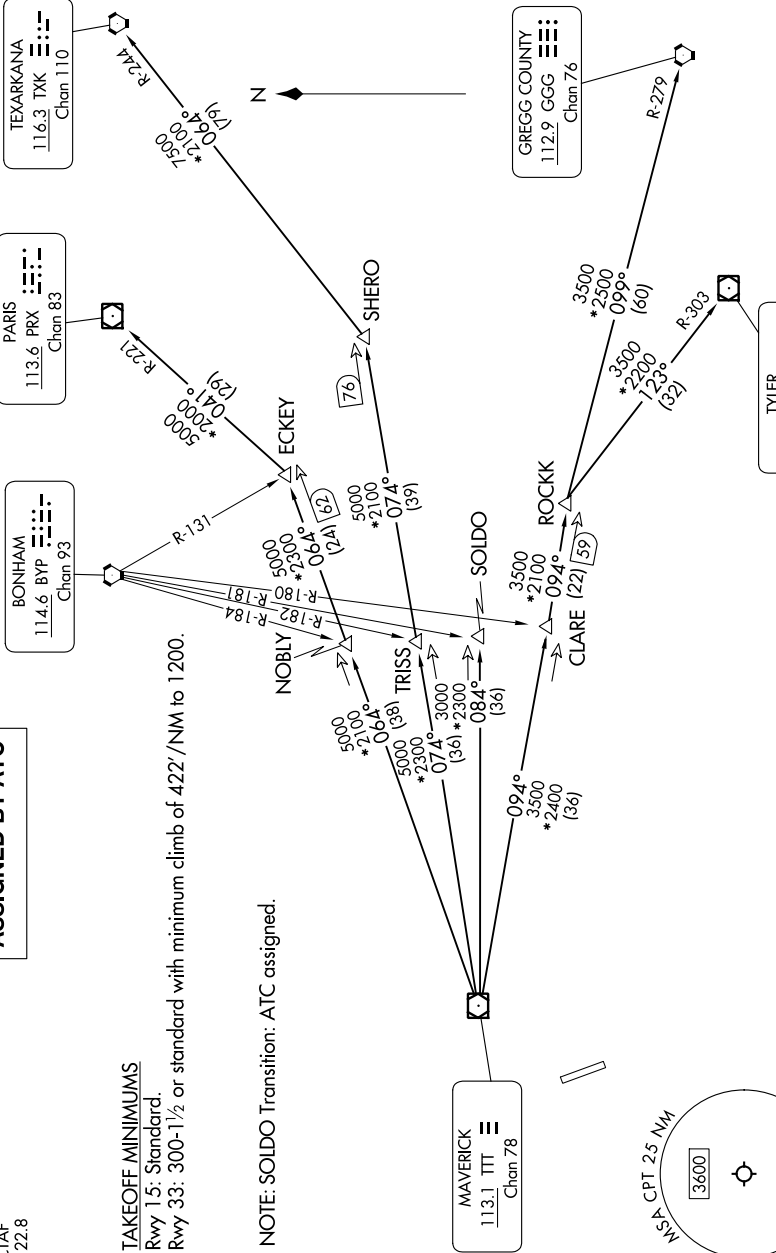 TEXARKANA
116.3 TXK
Chan 110
PARIS
113.6 PRX
Chan 83
BONHAM
114.6 BYP
Chan 93
GREGG COUNTY
112.9 GGG
Chan 76
TYLER
MAVERICK
113.1 TTT
Chan 78
N
R-244
7500
*2100
064°
(79)
R-221
5000
*2000
041°
(29)
SHERO
76
ECKEY
62
R-131
R-184
R-182
R-181
R-180
5000
*2300
064°
(24)
5000
*2100
074°
(39)
NOBLY
TRISS
SOLDO
CLARE
ROCKK
59
5000
*2100
064°
(38)
5000
*2300
074°
(36)
3000
*2300
084°
(36)
094°
3500
*2400
(36)
3500
*2100
094°
(22)
3500
*2500
099°
(60)
R-279
3500
*2200
123°
(32)
R-303
ASSIGNED BY ATC
22.8
TAKEOFF MINIMUMS
Rwy 15: Standard.
Rwy 33: 300-1½ or standard with minimum climb of 422'/NM to 1200.
NOTE: SOLDO Transition: ATC assigned.
MSA CPT 25 NM
3600